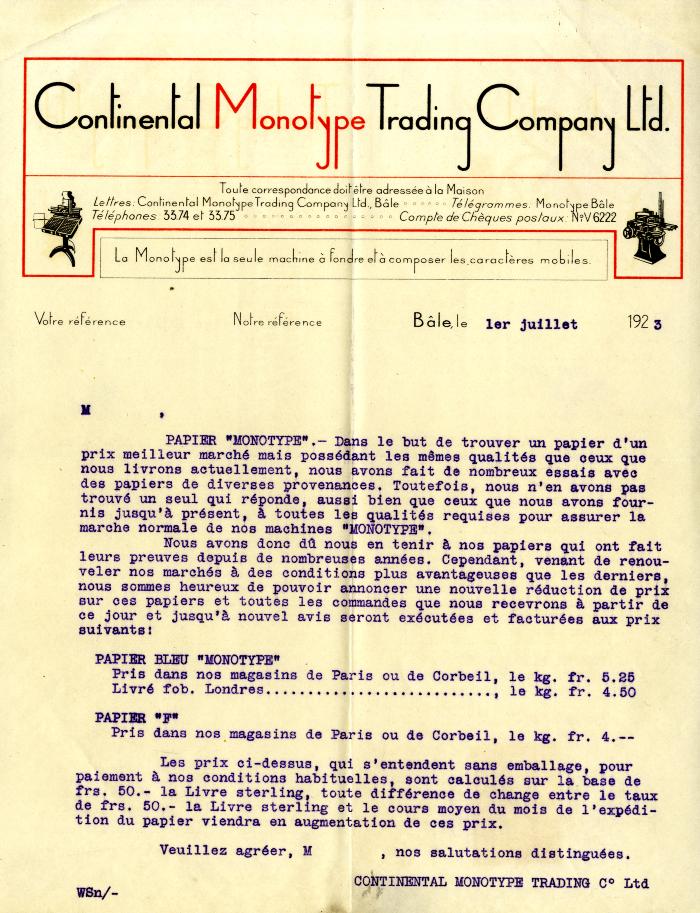 Continental Monotype Trading Company Ltd.
Toute correspondance doit être adressée à la Maison
Lettres: Continental Monotype Trading Company Ltd., Bâle Télégrammes: Monotype Bâle
Téléphones 33.74 et 33.75 Compte de Chèques postaux: N° V 6222
La Monotype est la seule machine à fondre et à composer les caractères mobiles.
Votre référence Notre référence Bâle, le 1er juillet 1923
M ,
PAPIER "MONOTYPE".- Dans le but de trouver un papier d'un
prix meilleur marché mais possédant les mêmes qualités que ceux que
nous livrons actuellement, nous avons fait de nombreux essais avec
des papiers de diverses provenances. Toutefois, nous n'en avons pas
trouvé un seul qui réponde, aussi bien que ceux que nous avons four-
nis jusqu'à présent, à toutes les qualités requises pour assurer la
marche normale de nos machines "MONOTYPE".
Nous avons donc dû nous en tenir à nos papiers qui ont fait
leurs preuves depuis de nombreuses années. Cependant, venant de renou-
veler nos marchés à des conditions plus avantageuses que les derniers,
nous sommes heureux de pouvoir annoncer une nouvelle réduction de prix
sur ces papiers et toutes les commandes que nous recevrons à partir de
ce jour et jusqu'à nouvel avis seront exécutées et facturées aux prix
suivants:
PAPIER BLEU "MONOTYPE"
Pris dans nos magasins de Paris ou de Corbeil, le kg. fr. 5.25
Livré fob. Londres..........................., le kg. fr. 4.50
PAPIER "F"
Pris dans nos magasins de Paris ou de Corbeil, le kg. fr. 4.--
Les prix ci-dessus, qui s'entendent sans emballage, pour
paiement à nos conditions habituelles, sont calculés sur la base de
frs. 50.- la Livre sterling, toute différence de change entre le taux
de frs. 50.- la Livre sterling et le cours moyen du mois de l'expédi-
tion du papier viendra en augmentation de ces prix.
Veuillez agréer, M , nos salutations distinguées.
CONTINENTAL MONOTYPE TRADING C° Ltd
WSn/-